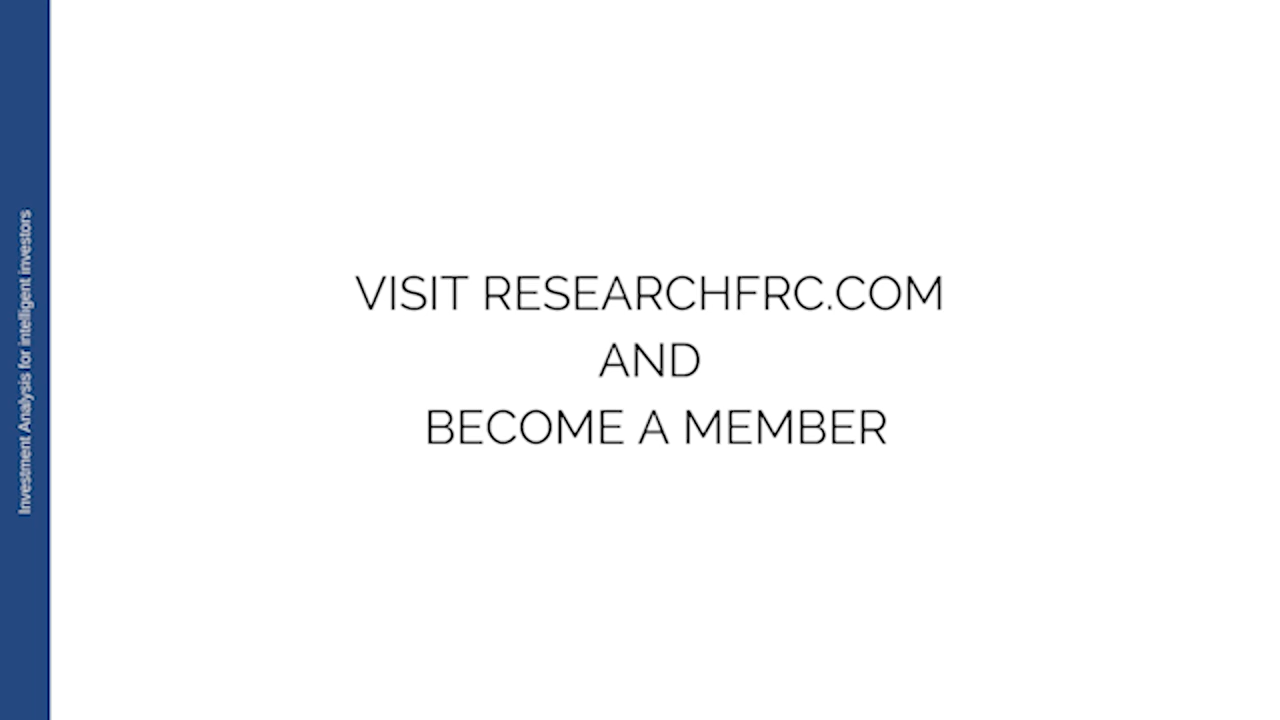 Investment Analysis for intelligent investors
VISIT RESEARCHFRC.COM
AND
BECOME A MEMBER